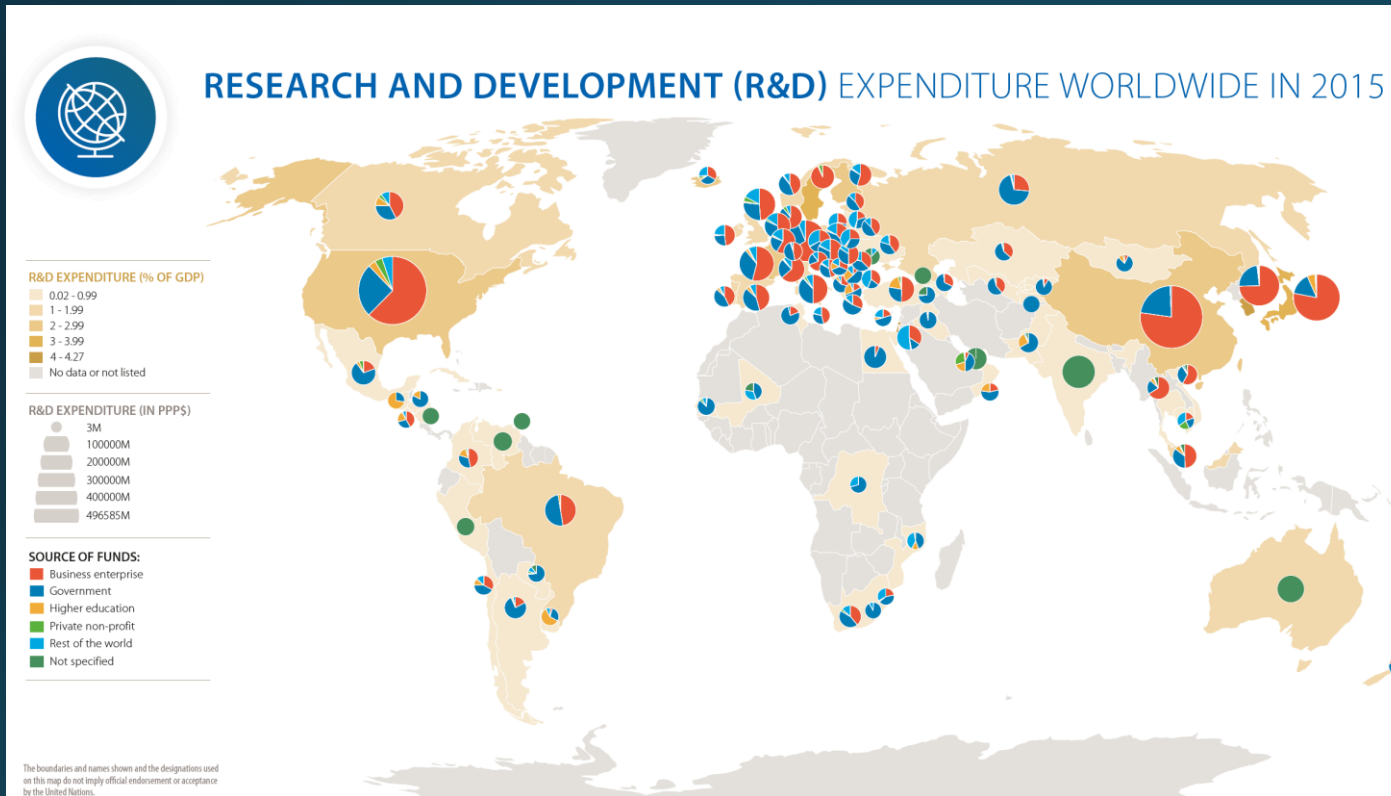 RESEARCH AND DEVELOPMENT (R&D) EXPENDITURE WORLDWIDE IN 2015
R&D EXPENDITURE (% OF GDP)
0.02 - 0.99
1 - 1.99
2 - 2.99
3 - 3.99
4 - 4.27
No data or not listed
R&D EXPENDITURE (IN PPP$)
3M
100000M
200000M
300000M
400000M
496585M
SOURCE OF FUNDS:
Business enterprise
Government
Higher education
Private non-profit
Rest of the world
Not specified
The boundaries and names shown and the designations used
on this map do not imply official endorsement or acceptance
by the United Nations.